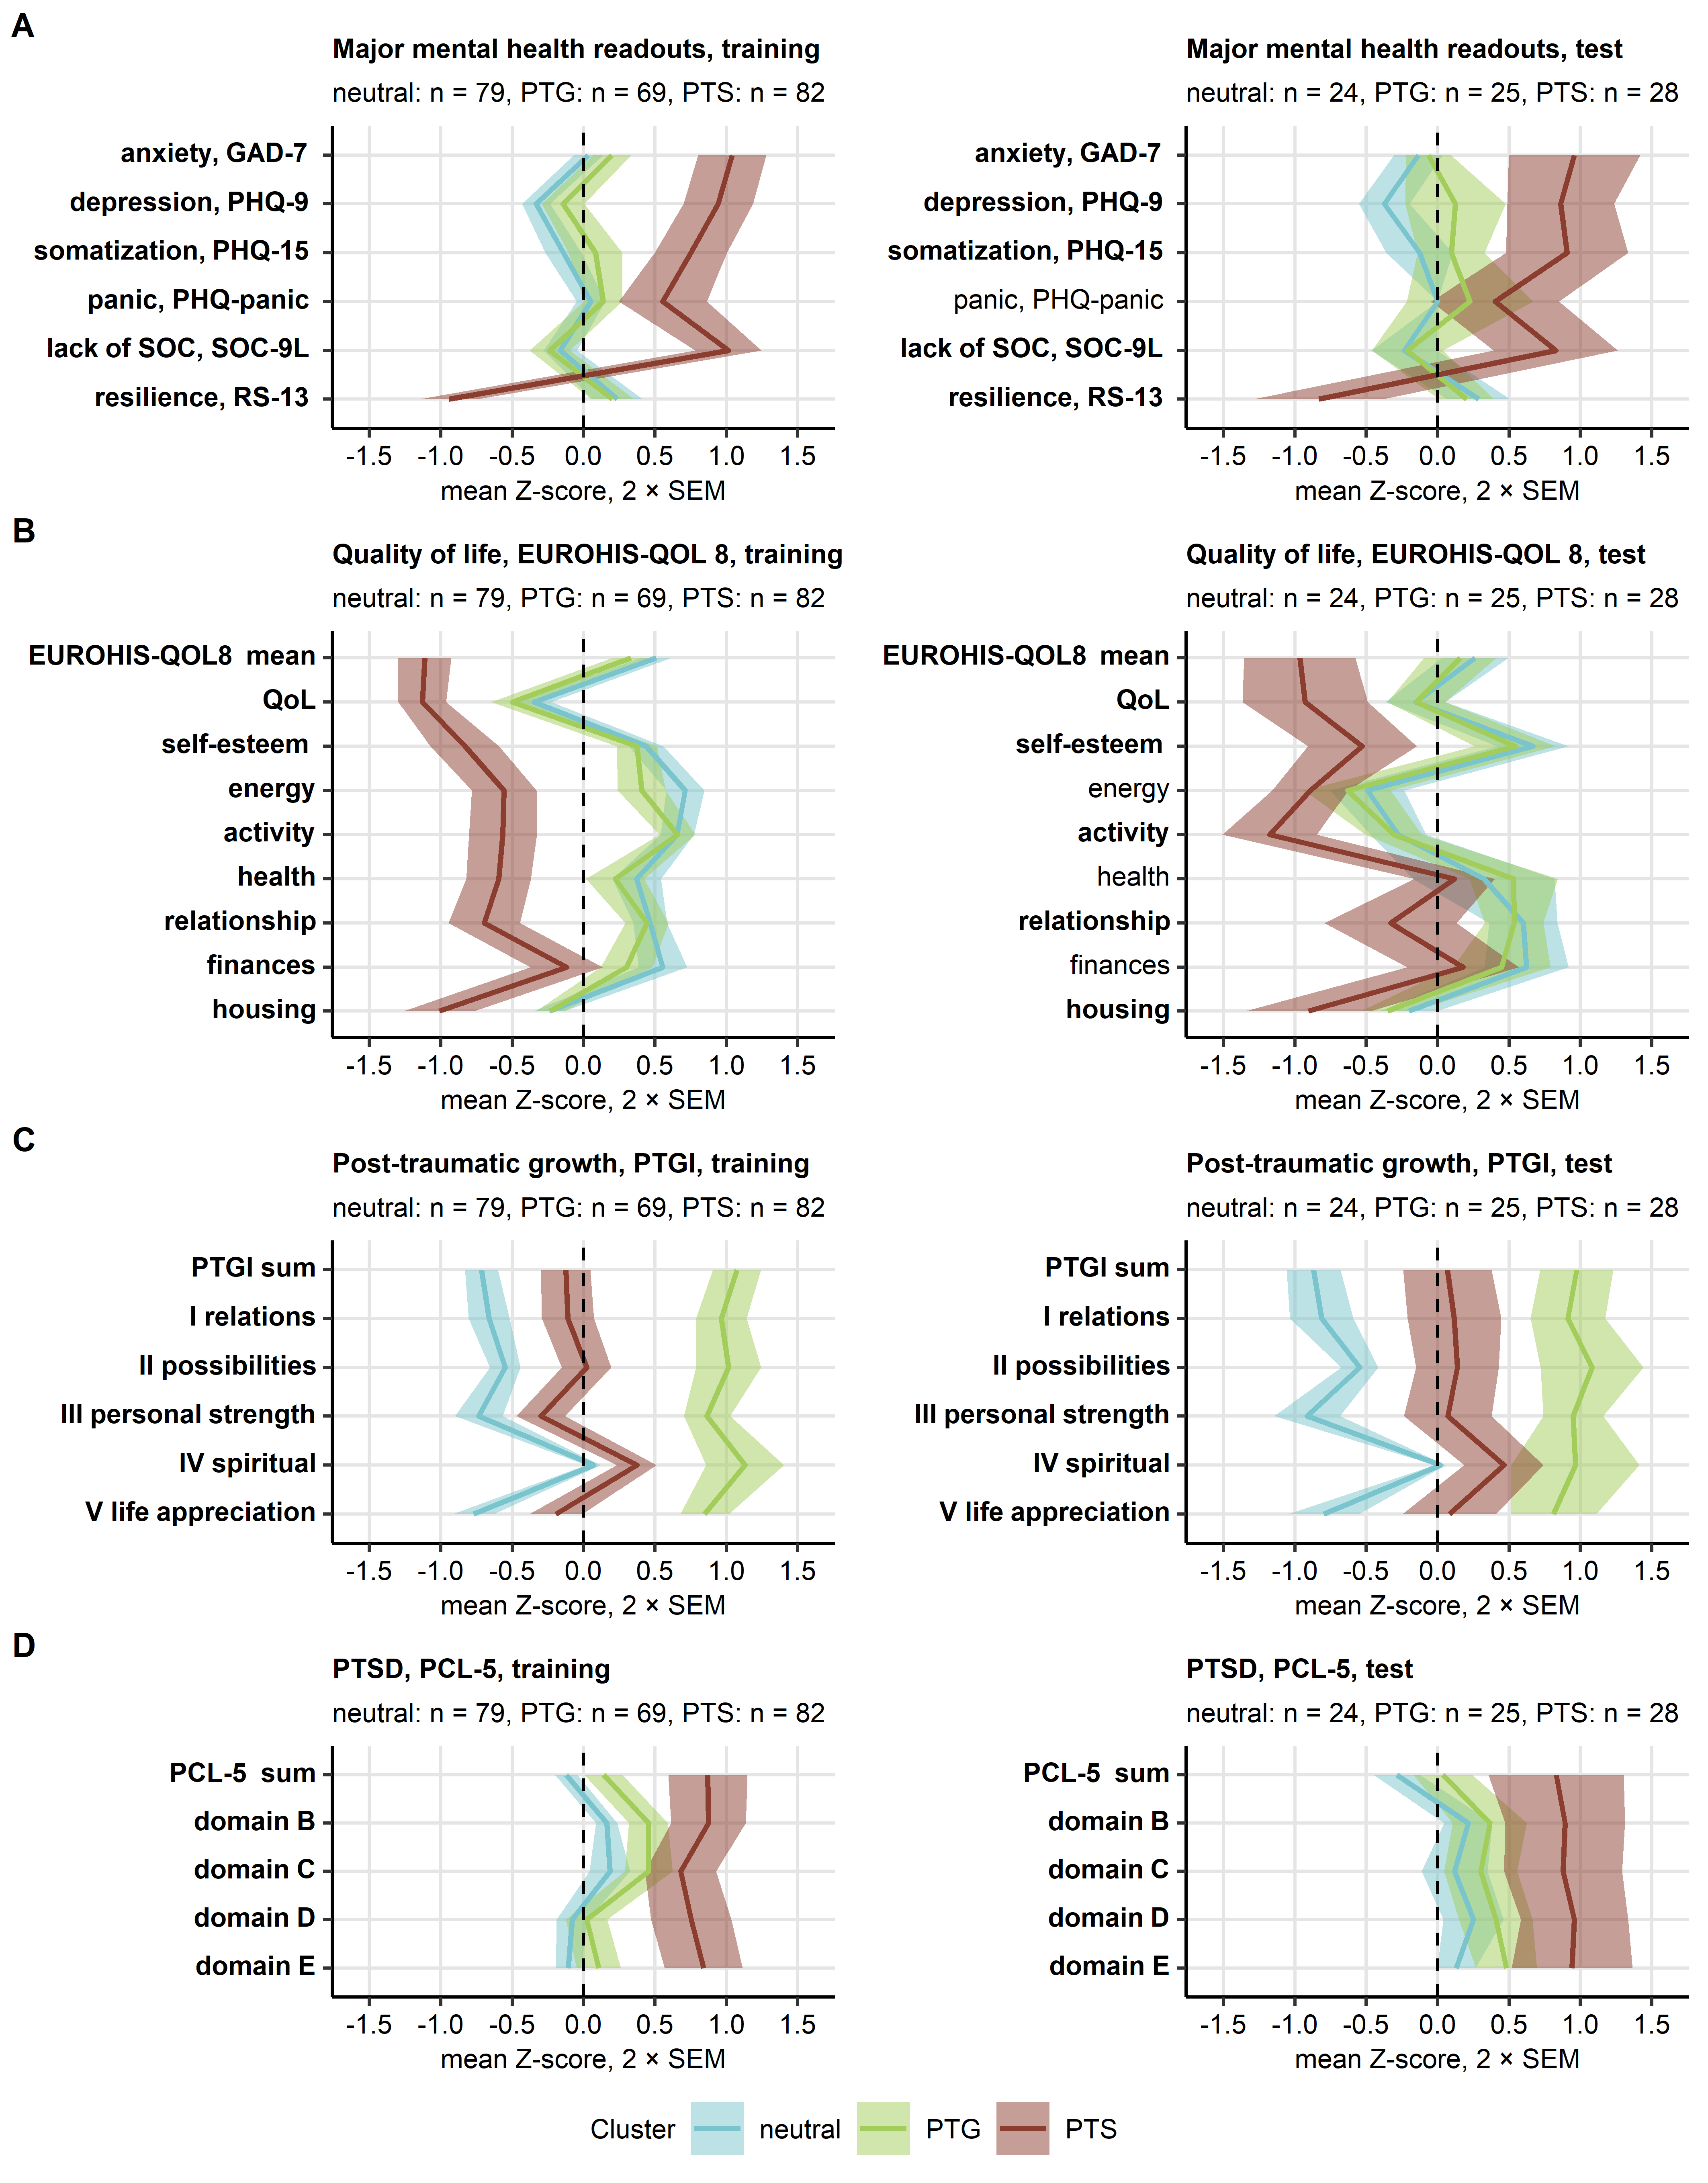 A
Major mental health readouts, training
neutral: n = 79, PTG: n = 69, PTS: n = 82
anxiety, GAD-7
depression, PHQ-9
somatization, PHQ-15
panic, PHQ-panic
lack of SOC, SOC-9L
resilience, RS-13
-1.5 -1.0 -0.5 0.0 0.5 1.0 1.5
mean Z-score, 2 × SEM
Major mental health readouts, test
neutral: n = 24, PTG: n = 25, PTS: n = 28
anxiety, GAD-7
depression, PHQ-9
somatization, PHQ-15
panic, PHQ-panic
lack of SOC, SOC-9L
resilience, RS-13
-1.5 -1.0 -0.5 0.0 0.5 1.0 1.5
mean Z-score, 2 × SEM
B
Quality of life, EUROHIS-QOL 8, training
neutral: n = 79, PTG: n = 69, PTS: n = 82
EUROHIS-QOL8 mean
QoL
self-esteem
energy
activity
health
relationship
finances
housing
-1.5 -1.0 -0.5 0.0 0.5 1.0 1.5
mean Z-score, 2 × SEM
Quality of life, EUROHIS-QOL 8, test
neutral: n = 24, PTG: n = 25, PTS: n = 28
EUROHIS-QOL8 mean
QoL
self-esteem
energy
activity
health
relationship
finances
housing
-1.5 -1.0 -0.5 0.0 0.5 1.0 1.5
mean Z-score, 2 × SEM
C
Post-traumatic growth, PTGI, training
neutral: n = 79, PTG: n = 69, PTS: n = 82
PTGI sum
I relations
II possibilities
III personal strength
IV spiritual
V life appreciation
-1.5 -1.0 -0.5 0.0 0.5 1.0 1.5
mean Z-score, 2 × SEM
Post-traumatic growth, PTGI, test
neutral: n = 24, PTG: n = 25, PTS: n = 28
PTGI sum
I relations
II possibilities
III personal strength
IV spiritual
V life appreciation
-1.5 -1.0 -0.5 0.0 0.5 1.0 1.5
mean Z-score, 2 × SEM
D
PTSD, PCL-5, training
neutral: n = 79, PTG: n = 69, PTS: n = 82
PCL-5 sum
domain B
domain C
domain D
domain E
-1.5 -1.0 -0.5 0.0 0.5 1.0 1.5
mean Z-score, 2 × SEM
PTSD, PCL-5, test
neutral: n = 24, PTG: n = 25, PTS: n = 28
PCL-5 sum
domain B
domain C
domain D
domain E
-1.5 -1.0 -0.5 0.0 0.5 1.0 1.5
mean Z-score, 2 × SEM
Cluster neutral PTG PTS